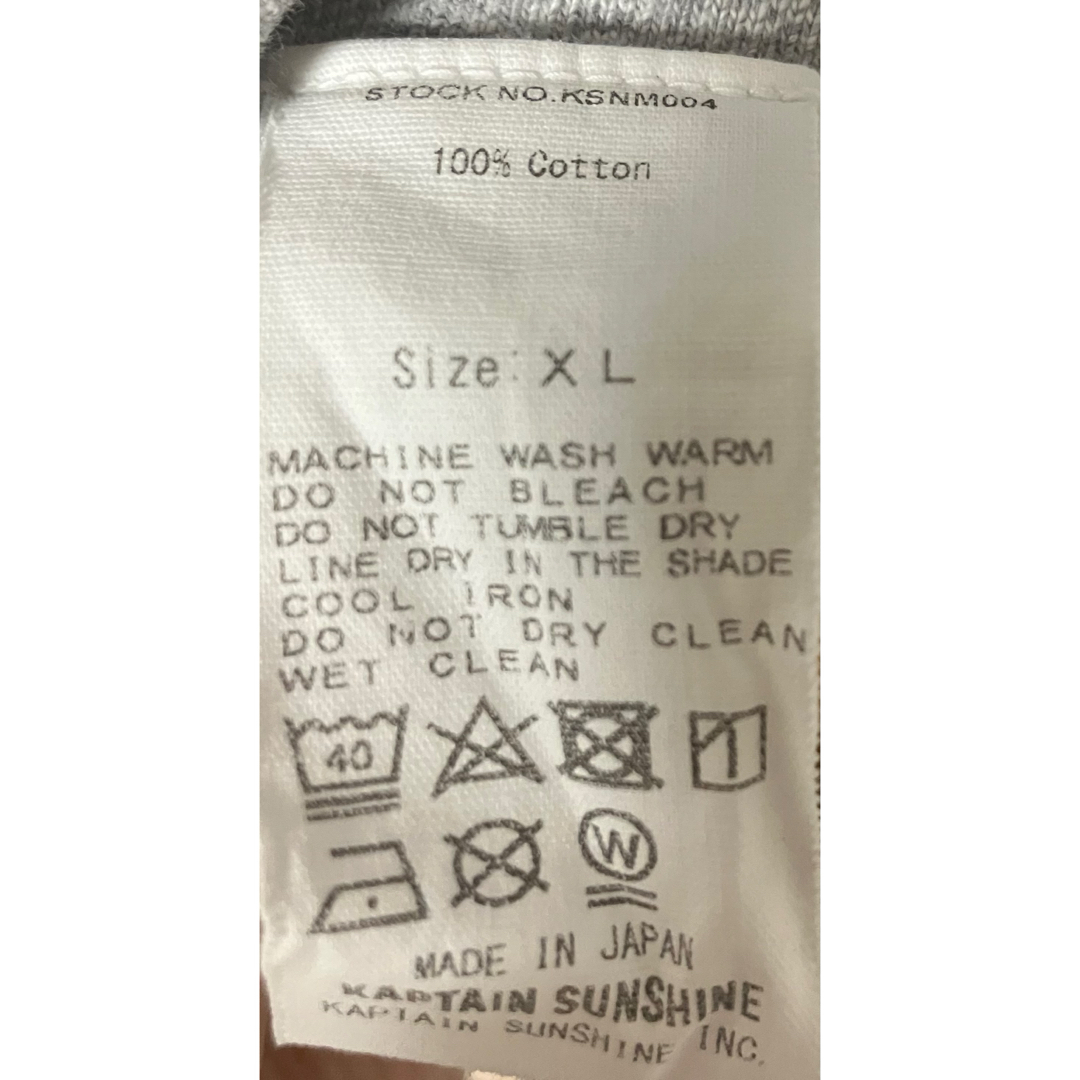 STOCK NO.KSNM004
100% Cotton
Size: XL
MACHINE WASH WARM
DO NOT BLEACH
DO NOT TUMBLE DRY
LINE DRY IN THE SHADE
COOL IRON
DO NOT DRY CLEAN
WET CLEAN
40
W
MADE IN JAPAN
KAPTAIN SUNSHINE
KAPTAIN SUNSHINE INC.